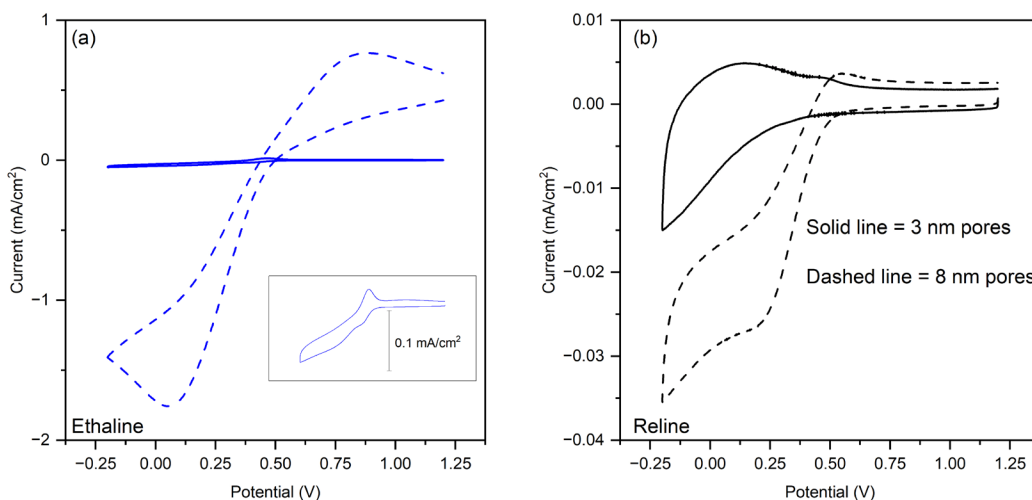 (a)
1
0
−1
−2
Current (mA/cm²)
0.1 mA/cm²
Ethaline
−0.25 0.00 0.25 0.50 0.75 1.00 1.25
Potential (V)
(b)
0.01
0.005
0.00
−0.01
−0.02
−0.03
−0.04
Current (mA/cm²)
Solid line = 3 nm pores
Dashed line = 8 nm pores
Reline
−0.25 0.00 0.25 0.50 0.75 1.00 1.25
Potential (V)